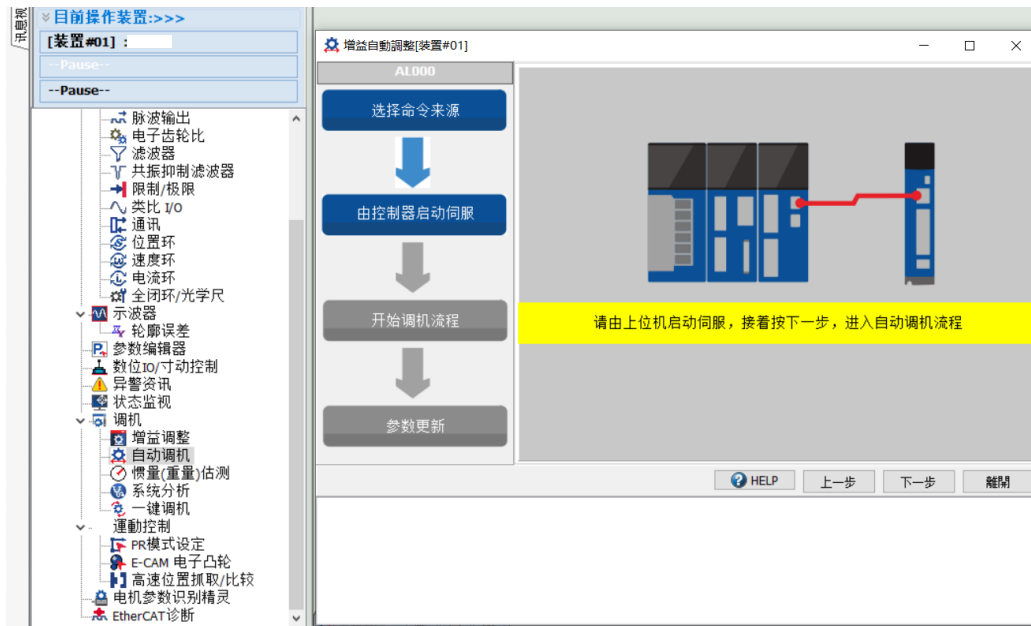 讯息视
目前操作装置:>>>
[装置#01] :
--Pause--
--Pause--
脉波输出
电子齿轮比
滤波器
共振抑制滤波器
限制/极限
类比 I/O
通讯
位置环
速度环
电流环
全闭环/光学尺
示波器
轮廓误差
参数编辑器
数位IO/寸动控制
异警资讯
状态监视
调机
增益调整
自动调机
惯量(重量)估测
系统分析
一键调机
運動控制
PR模式设定
E-CAM 电子凸轮
高速位置抓取/比较
电机参数识别精灵
EtherCAT诊断
增益自動調整[装置#01]
AL000
选择命令来源
由控制器启动伺服
开始调机流程
参数更新
请由上位机启动伺服，接着按下一步，进入自动调机流程
HELP
上一步
下一步
離開